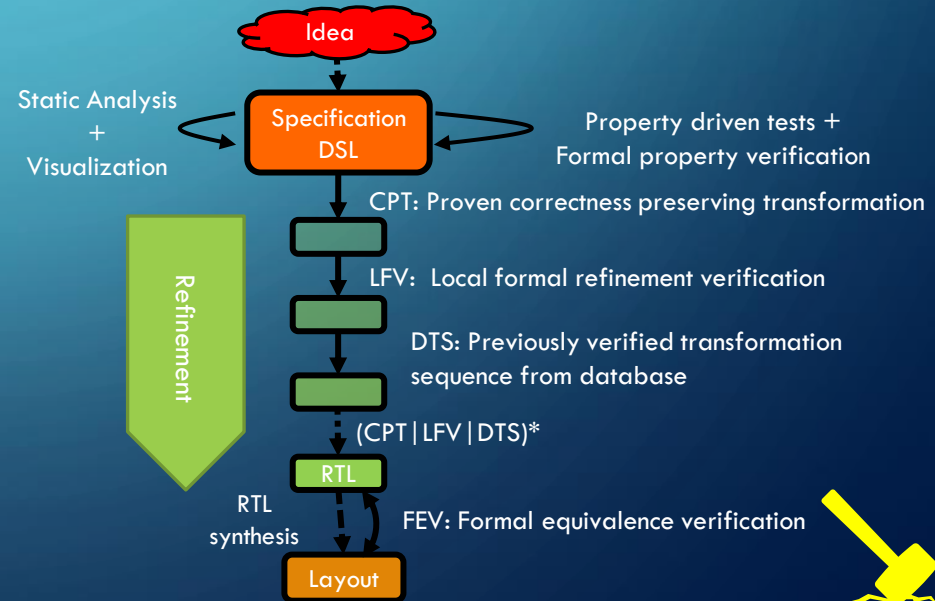 Idea
Static Analysis
+
Visualization
Specification
DSL
Property driven tests +
Formal property verification
CPT: Proven correctness preserving transformation
LFV: Local formal refinement verification
Refinement
DTS: Previously verified transformation
sequence from database
(CPT|LFV|DTS)*
RTL
RTL
synthesis
FEV: Formal equivalence verification
Layout